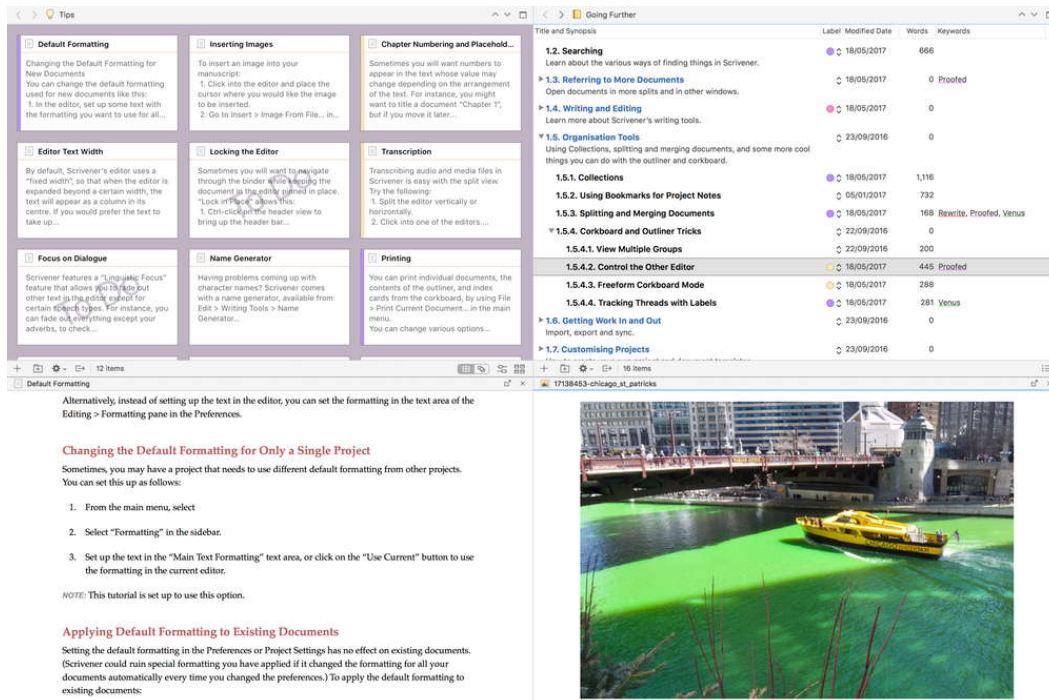 Tips
Default Formatting
Changing the Default Formatting for
New Documents
You can change the default formatting
used for new documents like this:
1. In the editor, set up some text with
the formatting you want to use for all...
Inserting Images
To insert an image into your
manuscript:
1. Click into the editor and place the
cursor where you would like the image
to be inserted.
2. Go to Insert > Image From File... in...
Chapter Numbering and Placehold...
Sometimes you will want numbers to
appear in the text whose value may
change depending on the arrangement
of the text. For instance, you might
want to title a document "Chapter 1",
but if you move it later...
Editor Text Width
By default, Scrivener's editor uses a
"fixed width", so that when the editor is
expanded beyond a certain width, the
text will appear as a column in its
centre. If you would prefer the text to
take up...
Locking the Editor
Sometimes you will want to navigate
through the binder while keeping the
document in the editor pinned in place.
"Lock in Place" allows this:
1. Ctrl-click on the header view to
bring up the header bar...
To Do
Transcription
Transcribing audio and media files in
Scrivener is easy with the split view.
Try the following:
1. Split the editor vertically or
horizontally.
2. Click into one of the editors....
Focus on Dialogue
Scrivener features a "Linguistic Focus"
feature that allows you to fade out
other text in the editor except for
certain speech types. For instance, you
can fade out everything except your
adverbs, to check...
To Do
Name Generator
Having problems coming up with
character names? Scrivener comes
with a name generator, available from
Edit > Writing Tools > Name
Generator...
Printing
You can print individual documents, the
contents of the outliner, and index
cards from the corkboard, by using File
> Print Current Document... in the main
menu.
You can change various options...
12 items
Going Further
Title and Synopsis Label Modified Date Words Keywords
1.2. Searching 18/05/2017 666
Learn about the various ways of finding things in Scrivener.
1.3. Referring to More Documents 18/05/2017 0 Proofed
Open documents in more splits and in other windows.
1.4. Writing and Editing 18/05/2017 0
Learn more about Scrivener's writing tools.
1.5. Organisation Tools 23/09/2016 0
Using Collections, splitting and merging documents, and some more cool
things you can do with the outliner and corkboard.
1.5.1. Collections 18/05/2017 1,116
1.5.2. Using Bookmarks for Project Notes 05/01/2017 732
1.5.3. Splitting and Merging Documents 18/05/2017 168 Rewrite, Proofed, Venus
1.5.4. Corkboard and Outliner Tricks 22/09/2016 0
1.5.4.1. View Multiple Groups 22/09/2016 200
1.5.4.2. Control the Other Editor 18/05/2017 445 Proofed
1.5.4.3. Freeform Corkboard Mode 18/05/2017 288
1.5.4.4. Tracking Threads with Labels 18/05/2017 281 Venus
1.6. Getting Work In and Out 23/09/2016 0
Import, export and sync.
1.7. Customising Projects 23/09/2016 0
16 items
Default Formatting
Alternatively, instead of setting up the text in the editor, you can set the formatting in the text area of the
Editing > Formatting pane in the Preferences.
Changing the Default Formatting for Only a Single Project
Sometimes, you may have a project that needs to use different default formatting from other projects.
You can set this up as follows:
1. From the main menu, select
2. Select "Formatting" in the sidebar.
3. Set up the text in the "Main Text Formatting" text area, or click on the "Use Current" button to use
the formatting in the current editor.
NOTE: This tutorial is set up to use this option.
Applying Default Formatting to Existing Documents
Setting the default formatting in the Preferences or Project Settings has no effect on existing documents.
(Scrivener could ruin special formatting you have applied if it changed the formatting for all your
documents automatically every time you changed the preferences.) To apply the default formatting to
existing documents:
17138453-chicago_st_patricks